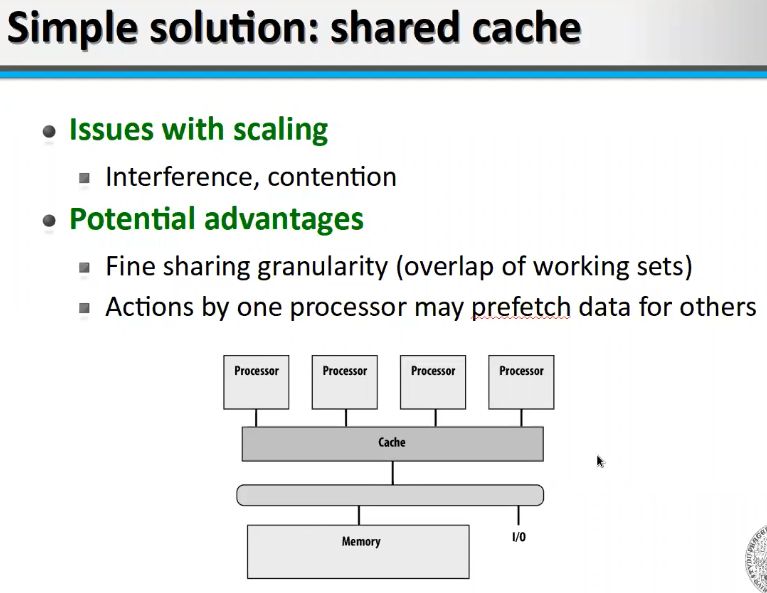 Simple solution: shared cache
Issues with scaling
Interference, contention
Potential advantages
Fine sharing granularity (overlap of working sets)
Actions by one processor may prefetch data for others
Processor Processor Processor Processor
Cache
I/O
Memory